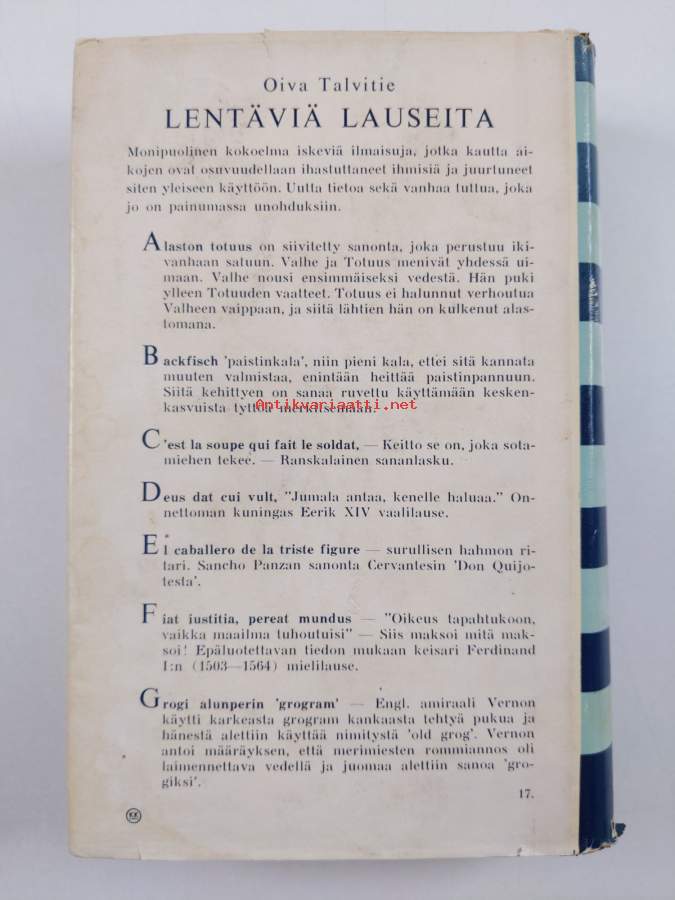 Oiva Talvitie
LENTÄVIÄ LAUSEITA
Monipuolinen kokoelma iskeviä ilmaisuja, jotka kautta ai-
kojen ovat osuvuudellaan ihastuttaneet ihmisiä ja juurtuneet
siten yleiseen käyttöön. Uutta tietoa sekä vanhaa tuttua, joka
jo on painumassa unohduksiin.
Alaston totuus on siivitetty sanonta, joka perustuu iki-
vanhaan satuun. Valhe ja Totuus menivät yhdessä ui-
maan. Valhe nousi ensimmäiseksi vedestä. Hän puki
ylleen Totuuden vaatteet. Totuus ei halunnut verhoutua
Valheen vaippaan, ja siitä lähtien hän on kulkenut alas-
tomana.
Backfisch 'paistinkala', niin pieni kala, ettei sitä kannata
muuten valmistaa, enintään heittää paistinpannuun.
Siitä kehittyen on sanaa ruvettu käyttämään kesken-
kasvuista tyttöä merkitsemään.
Antikvariaatti.net
C'est la soupe qui fait le soldat, — Keitto se on, joka sota-
miehen tekee. — Ranskalainen sananlasku.
Deus dat cui vult, "Jumala antaa, kenelle haluaa." On-
nettoman kuningas Eerik XIV vaalilause.
El caballero de la triste figure — surullisen hahmon ri-
tari. Sancho Panzan sanonta Cervantesin 'Don Quijo-
testa'.
Fiat iustitia, pereat mundus — "Oikeus tapahtukoon,
vaikka maailma tuhoutuisi" — Siis maksoi mitä mak-
soi! Epäluotettavan tiedon mukaan keisari Ferdinand
I:n (1503—1564) mielilause.
Grogi alunperin 'grogram' — Engl. amiraali Vernon
käytti karkeasta grogram kankaasta tehtyä pukua ja
hänestä alettiin käyttää nimitystä 'old grog'. Vernon
antoi määräyksen, että merimiesten rommiannos oli
laimennettava vedellä ja juomaa alettiin sanoa 'gro-
giksi'.
17.